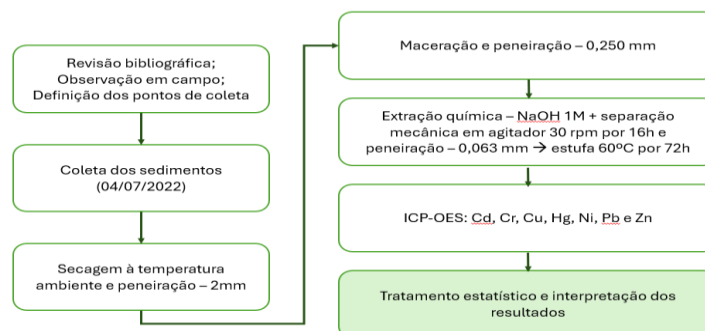 Revisão bibliográfica;
Observação em campo;
Definição dos pontos de coleta
Coleta dos sedimentos
(04/07/2022)
Secagem à temperatura
ambiente e peneiração – 2mm
Maceração e peneiração – 0,250 mm
Extração química – NaOH 1M + separação
mecânica em agitador 30 rpm por 16h e
peneiração – 0,063 mm → estufa 60ºC por 72h
ICP-OES: Cd, Cr, Cu, Hg, Ni, Pb e Zn
Tratamento estatístico e interpretação dos
resultados